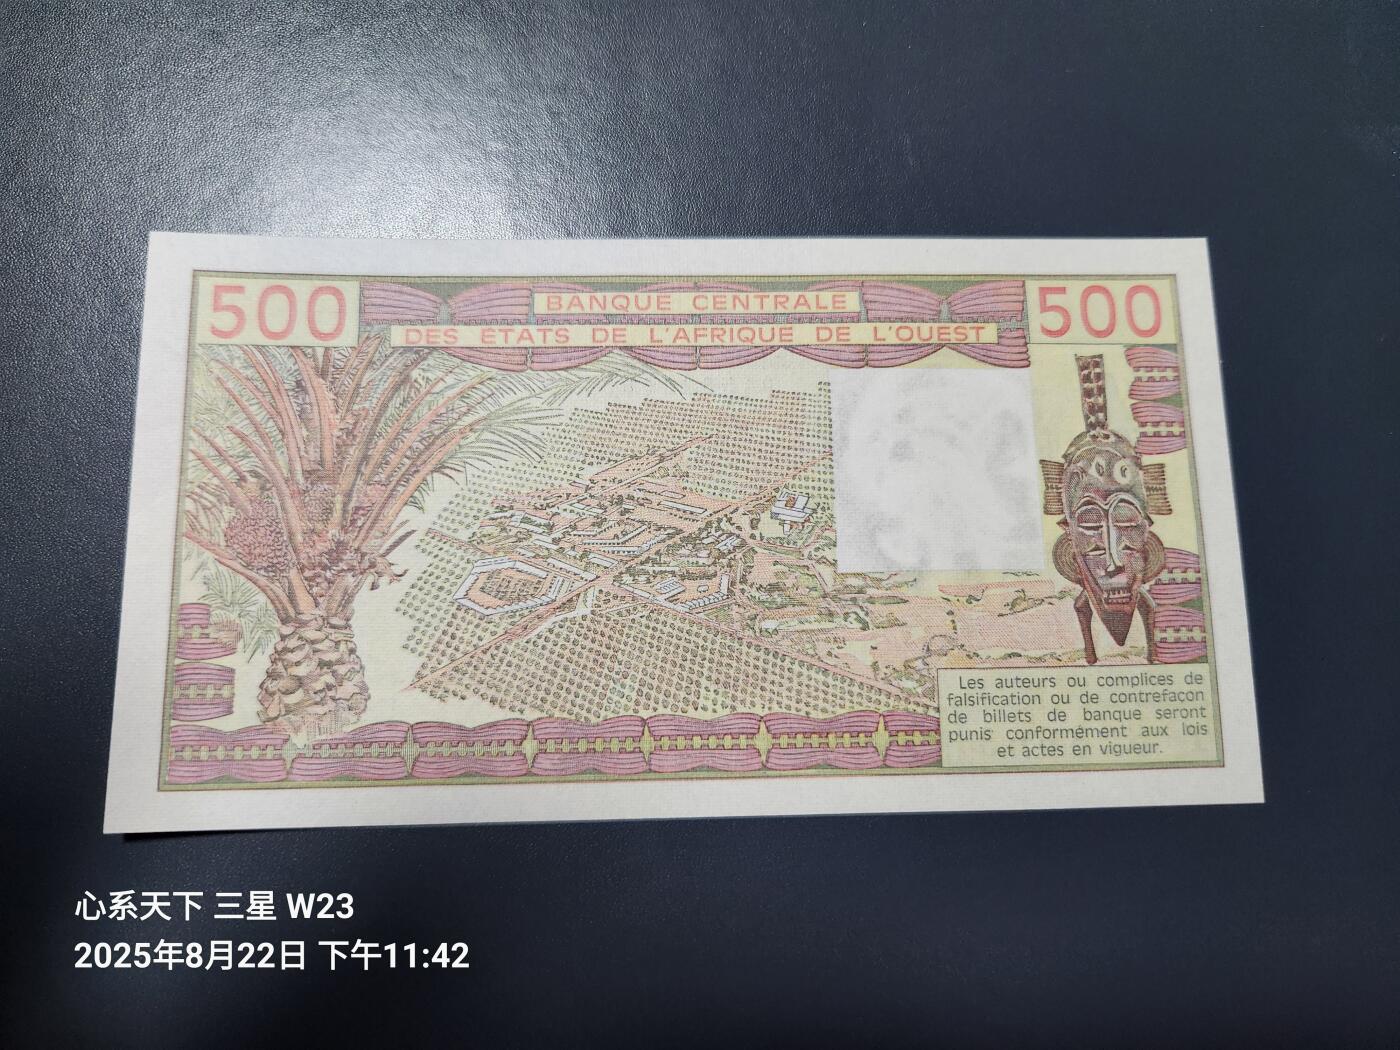 500
BANQUE CENTRALE
500
DES ETATS DE L'AFRIQUE DE L'OUEST
Les auteurs ou complices de
falsification ou de contrefacon
de billets de banque seront
punis conformément aux lois
et actes en vigueur.
心系天下 三星 W23
2025年8月22日 下午11:42